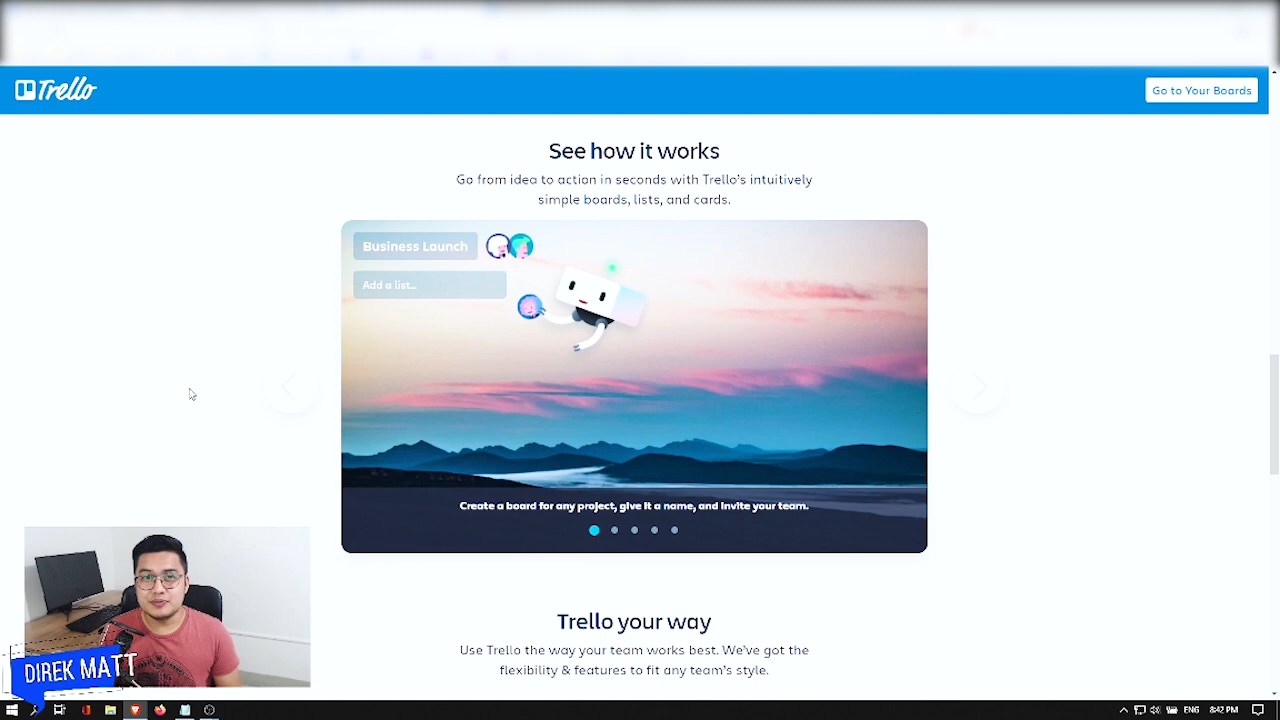 Trello
Go to Your Boards
See how it works
Go from idea to action in seconds with Trello's intuitively
simple boards, lists, and cards.
Business Launch
Add a list...
Create a board for any project, give it a name, and invite your team.
Trello your way
Use Trello the way your team works best. We've got the
flexibility & features to fit any team's style.
DIREK MATT
ENG
8:42 PM